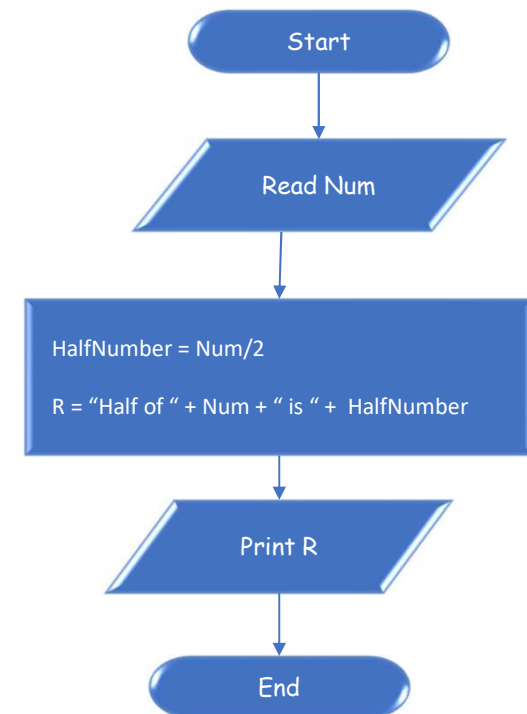 Start
Read Num
HalfNumber = Num/2
R = “Half of “ + Num + “ is “ + HalfNumber
Print R
End